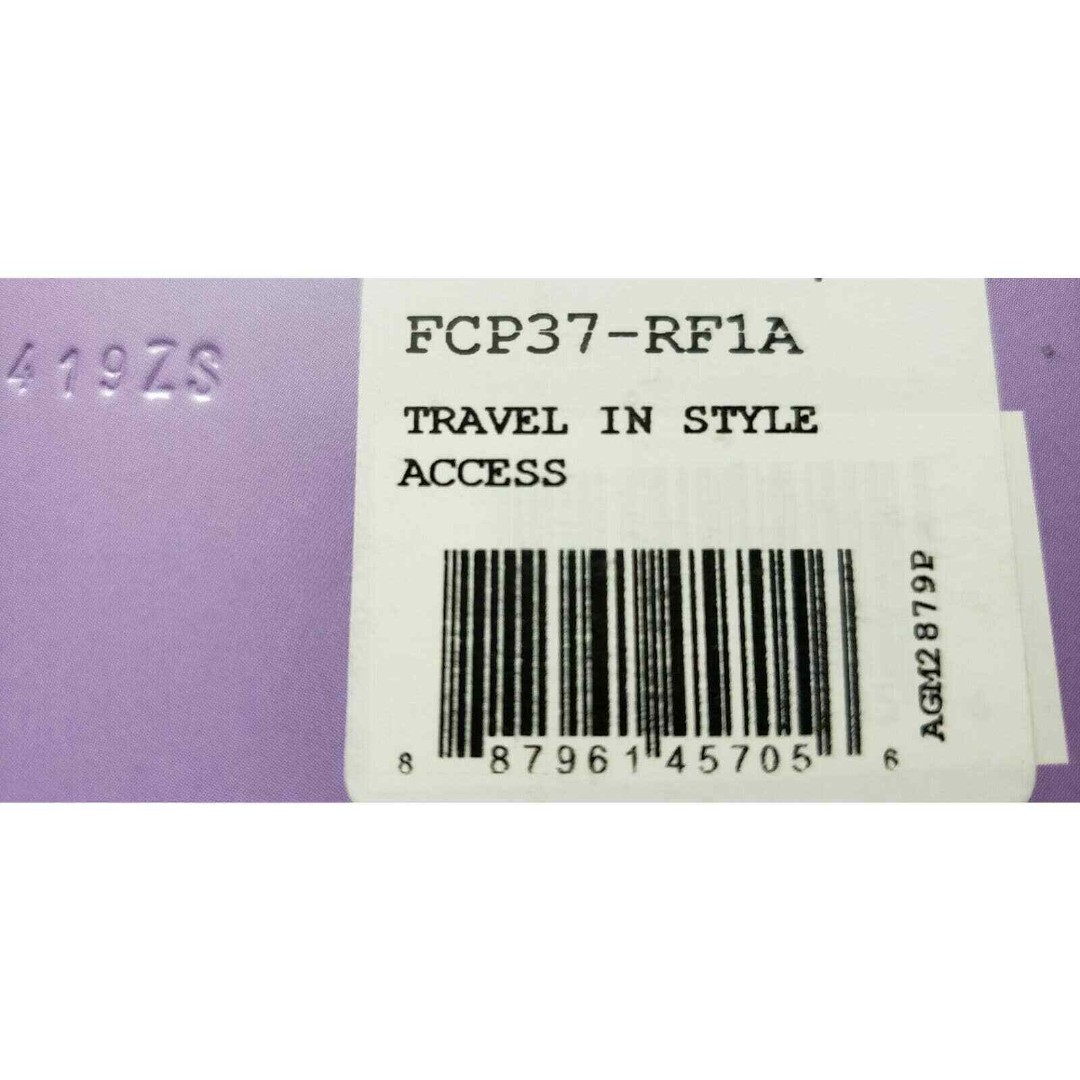 419ZS
FCP37-RF1A
TRAVEL IN STYLE
ACCESS
8 87961 45705 6
AGM2879P